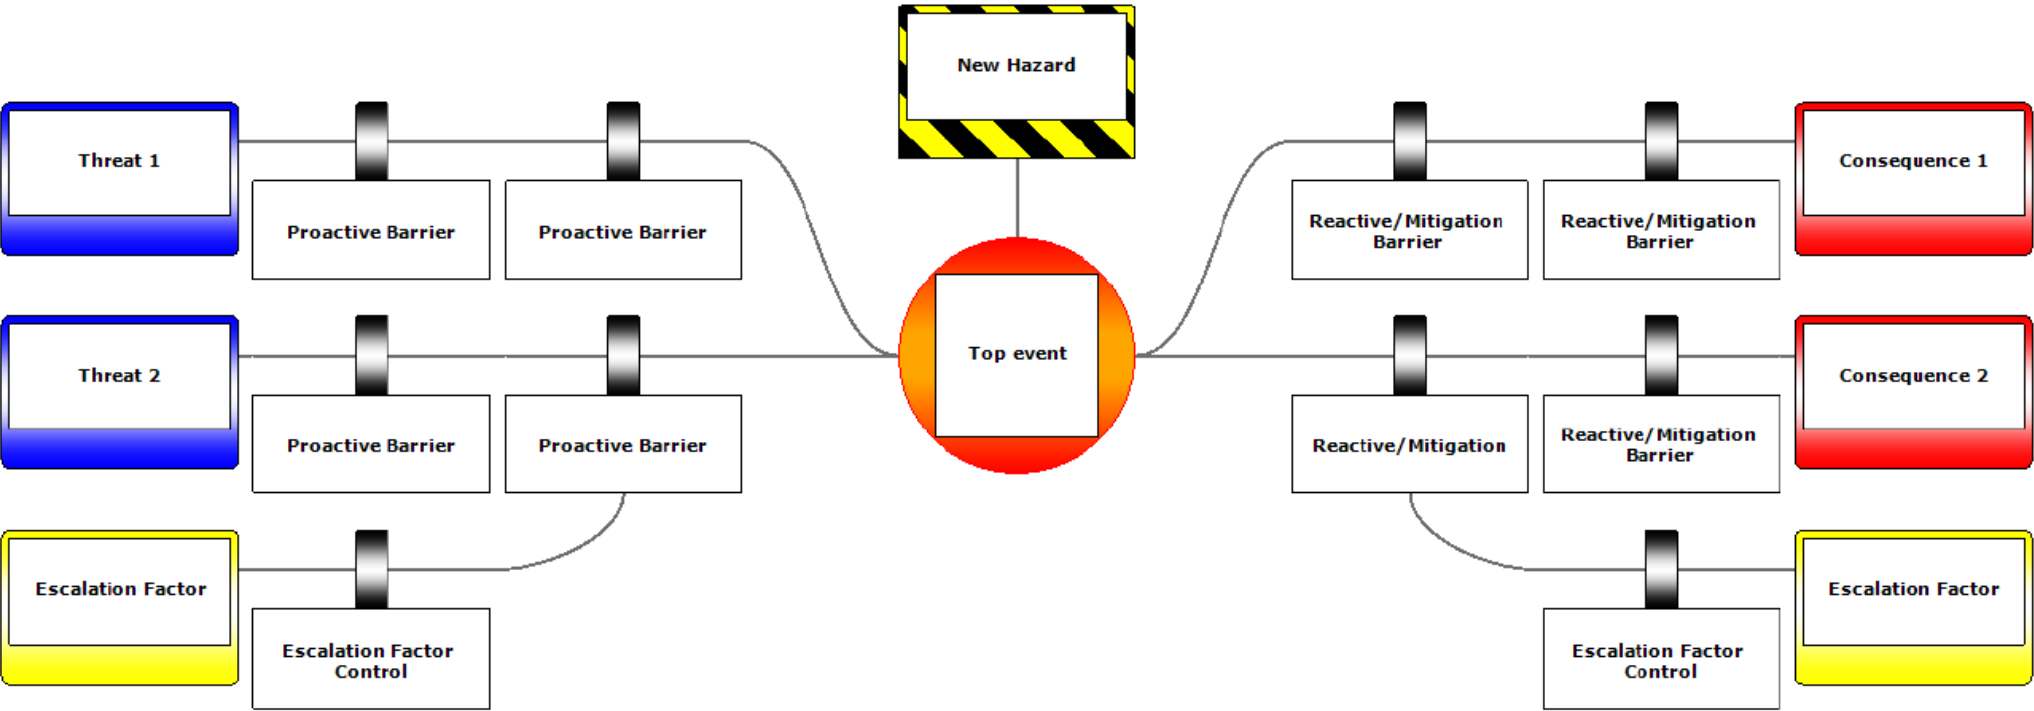 New Hazard
Threat 1
Proactive Barrier
Proactive Barrier
Reactive/Mitigation
Barrier
Reactive/Mitigation
Barrier
Consequence 1
Threat 2
Proactive Barrier
Proactive Barrier
Top event
Reactive/Mitigation
Reactive/Mitigation
Barrier
Consequence 2
Escalation Factor
Escalation Factor
Control
Escalation Factor
Control
Escalation Factor